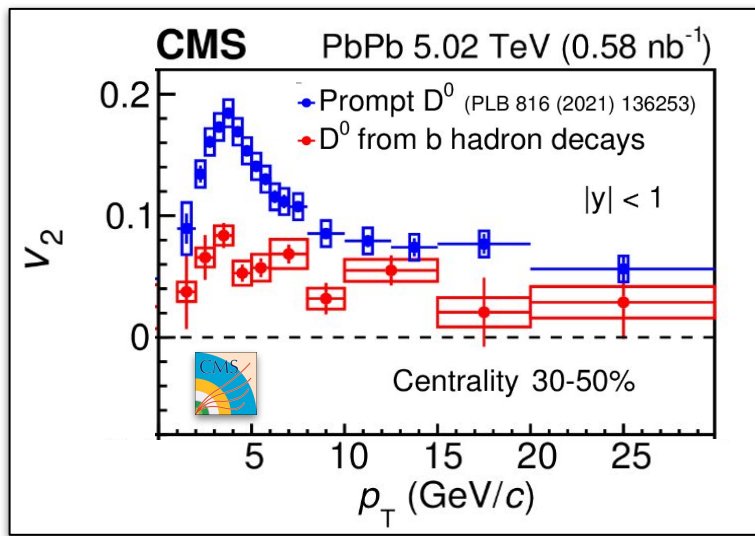 CMS PbPb 5.02 TeV (0.58 nb⁻¹)
0.2
Prompt D⁰ (PLB 816 (2021) 136253)
D⁰ from b hadron decays
|y| < 1
0.1
v₂
0
CMS
Centrality 30-50%
5 10 15 20 25
p_T (GeV/c)